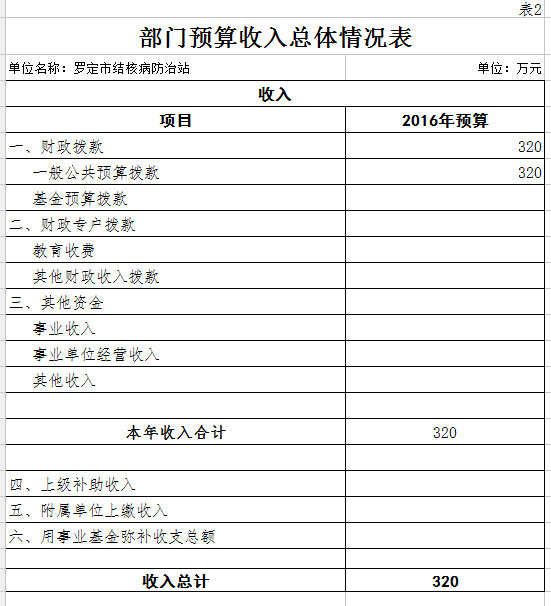 表2
部门预算收入总体情况表
单位名称：罗定市结核病防治站 单位：万元
收入
项目 2016年预算
一、财政拨款 320
一般公共预算拨款 320
基金预算拨款
二、财政专户拨款
教育收费
其他财政收入拨款
三、其他资金
事业收入
事业单位经营收入
其他收入
本年收入合计 320
四、上级补助收入
五、附属单位上缴收入
六、用事业基金弥补收支总额
收入总计 320